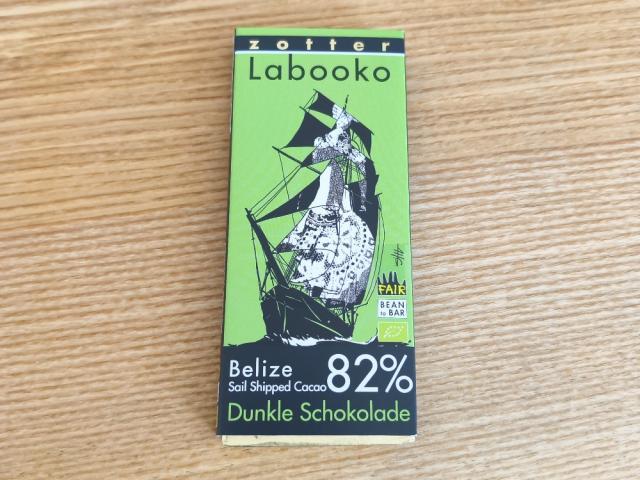 zotter
Labooko
FAIR
BEAN
to BAR
Belize
Sail Shipped Cacao
82%
Dunkle Schokolade